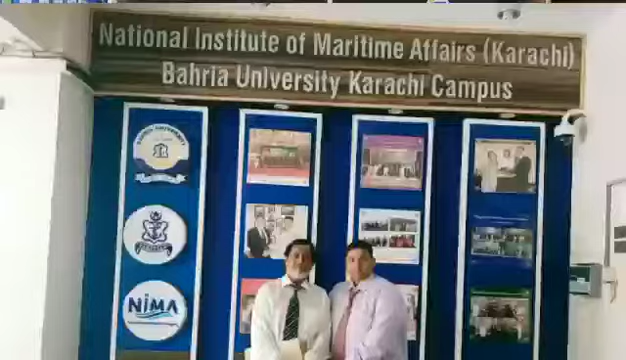 National Institute of Maritime Affairs (Karachi)
Bahria University Karachi Campus
NIMA